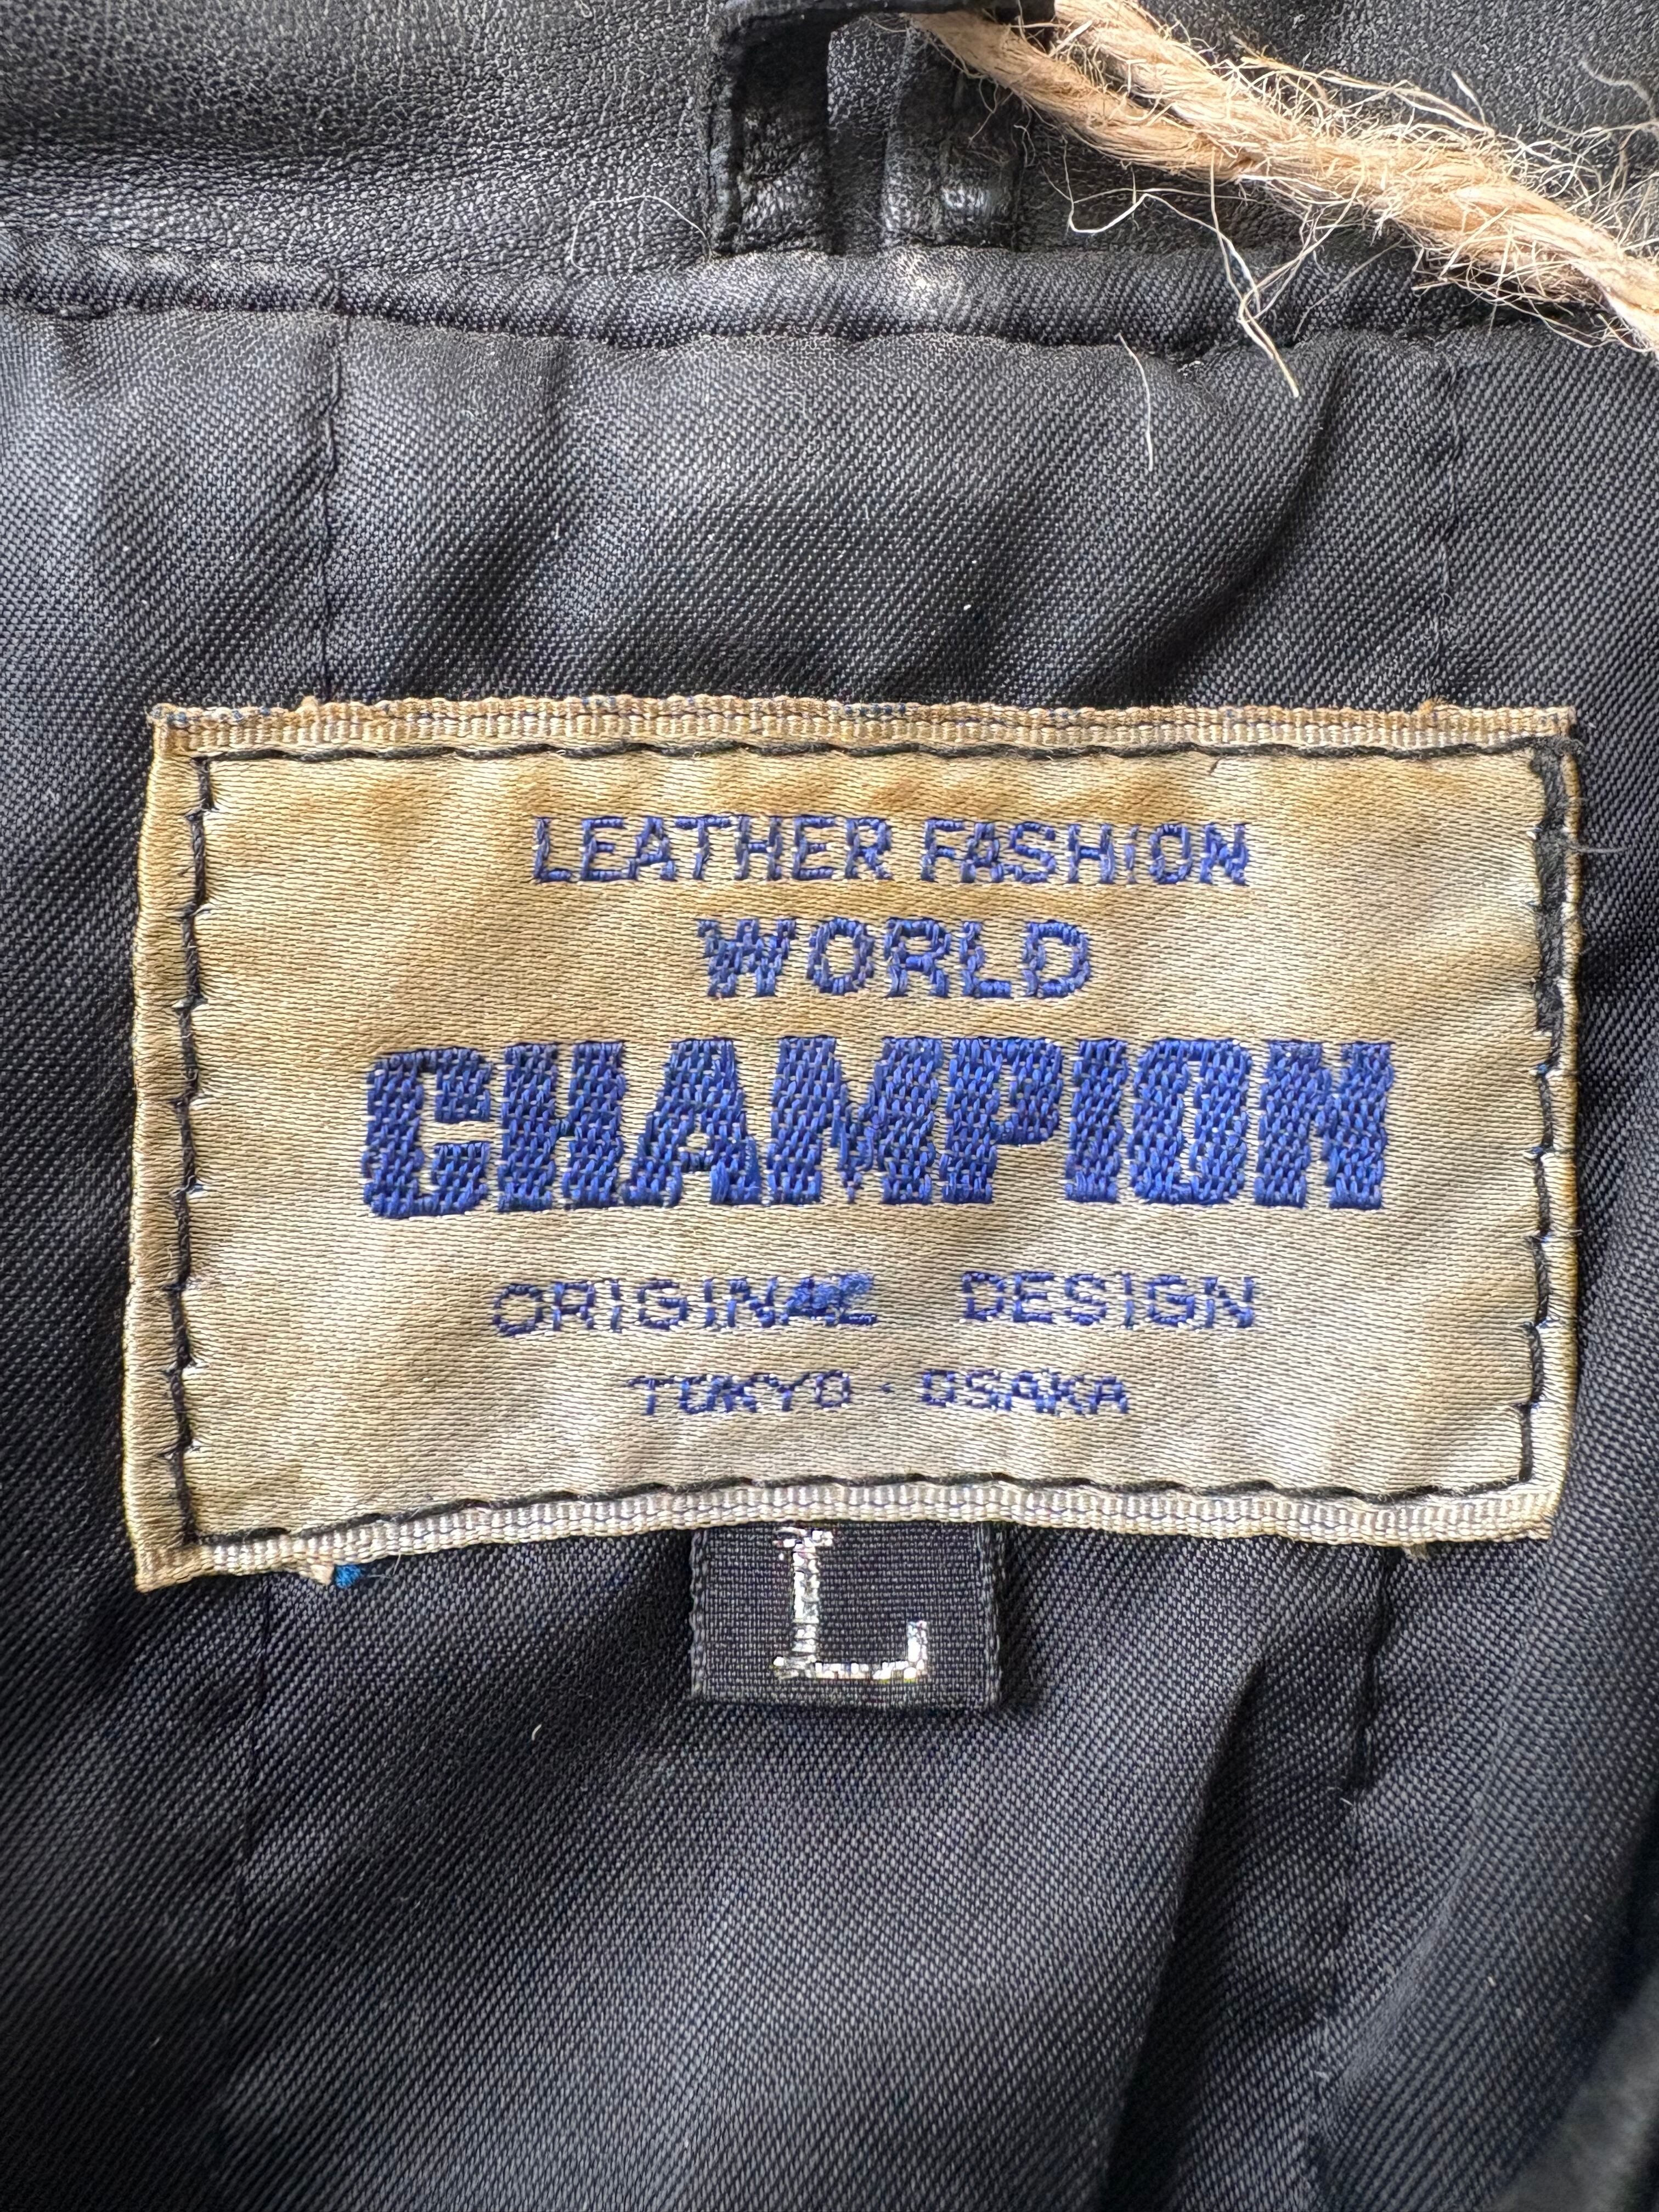 LEATHER FASHION
WORLD
CHAMPION
ORIGINAL DESIGN
TOKYO · OSAKA
L